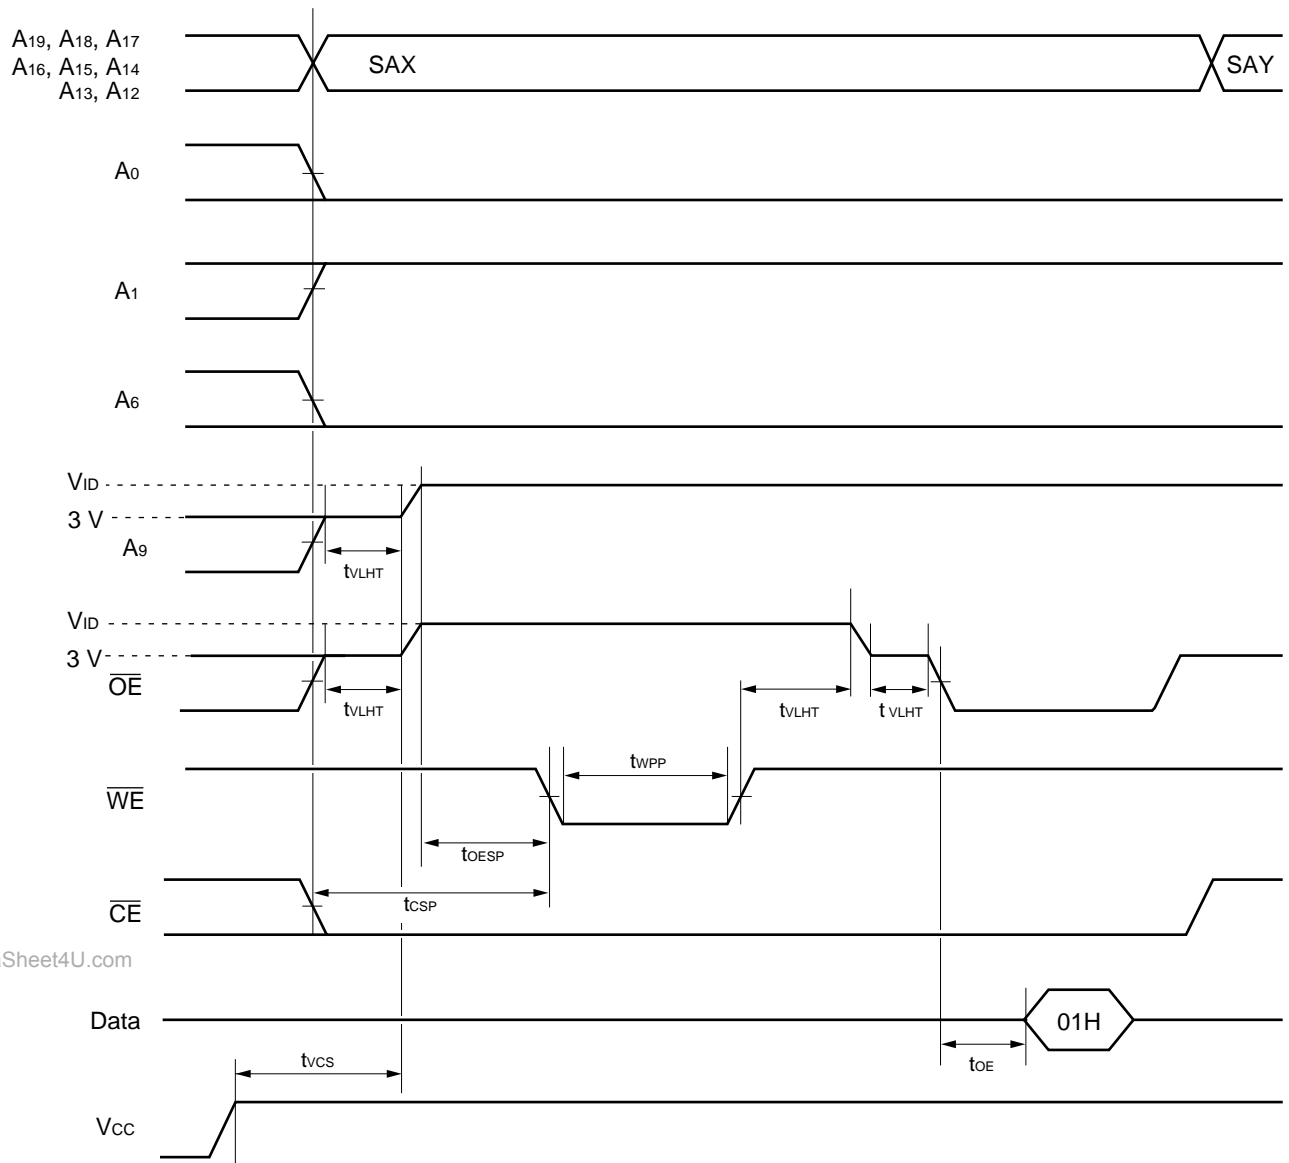 A19, A18, A17
A16, A15, A14
A13, A12
SAX
SAY
A0
A1
A6
VID
3 V
A9
tVLHT
VID
3 V
OE
tVLHT
tVLHT
t VLHT
tWPP
WE
tOESP
tCSP
CE
Sheet4U.com
Data
01H
tVCS
tOE
VCC